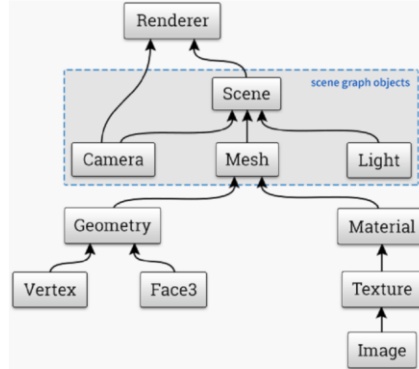 Renderer
scene graph objects
Scene
Camera
Mesh
Light
Geometry
Material
Vertex
Face3
Texture
Image